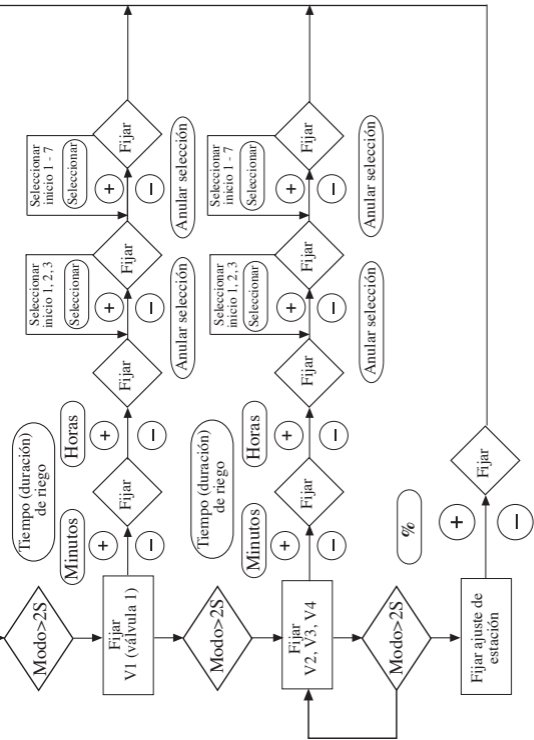 Modo>2S
Fijar
V1 (válvula 1)
Tiempo (duración)
de riego
Minutos
+
−
Fijar
Horas
+
−
Fijar
Seleccionar
inicio 1, 2, 3
Seleccionar
+
−
Anular selección
Fijar
Seleccionar
inicio 1 - 7
Seleccionar
+
−
Anular selección
Fijar
Modo>2S
Fijar
V2, V3, V4
Tiempo (duración)
de riego
Minutos
+
−
Fijar
Horas
+
−
Fijar
Seleccionar
inicio 1, 2, 3
Seleccionar
+
−
Anular selección
Fijar
Seleccionar
inicio 1 - 7
Seleccionar
+
−
Anular selección
Fijar
Modo>2S
Fijar ajuste de
estación
%
+
−
Fijar